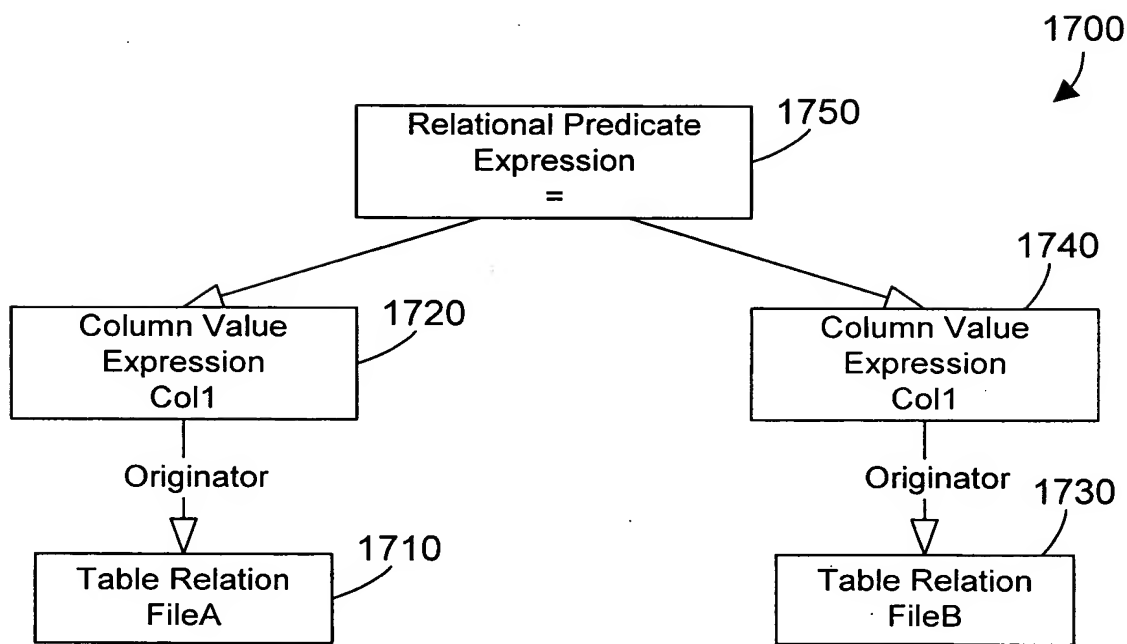 1700
Relational Predicate
Expression
=
1750
1740
Column Value
Expression
Col1
1720
Column Value
Expression
Col1
Originator
Originator
1730
1710
Table Relation
FileA
Table Relation
FileB